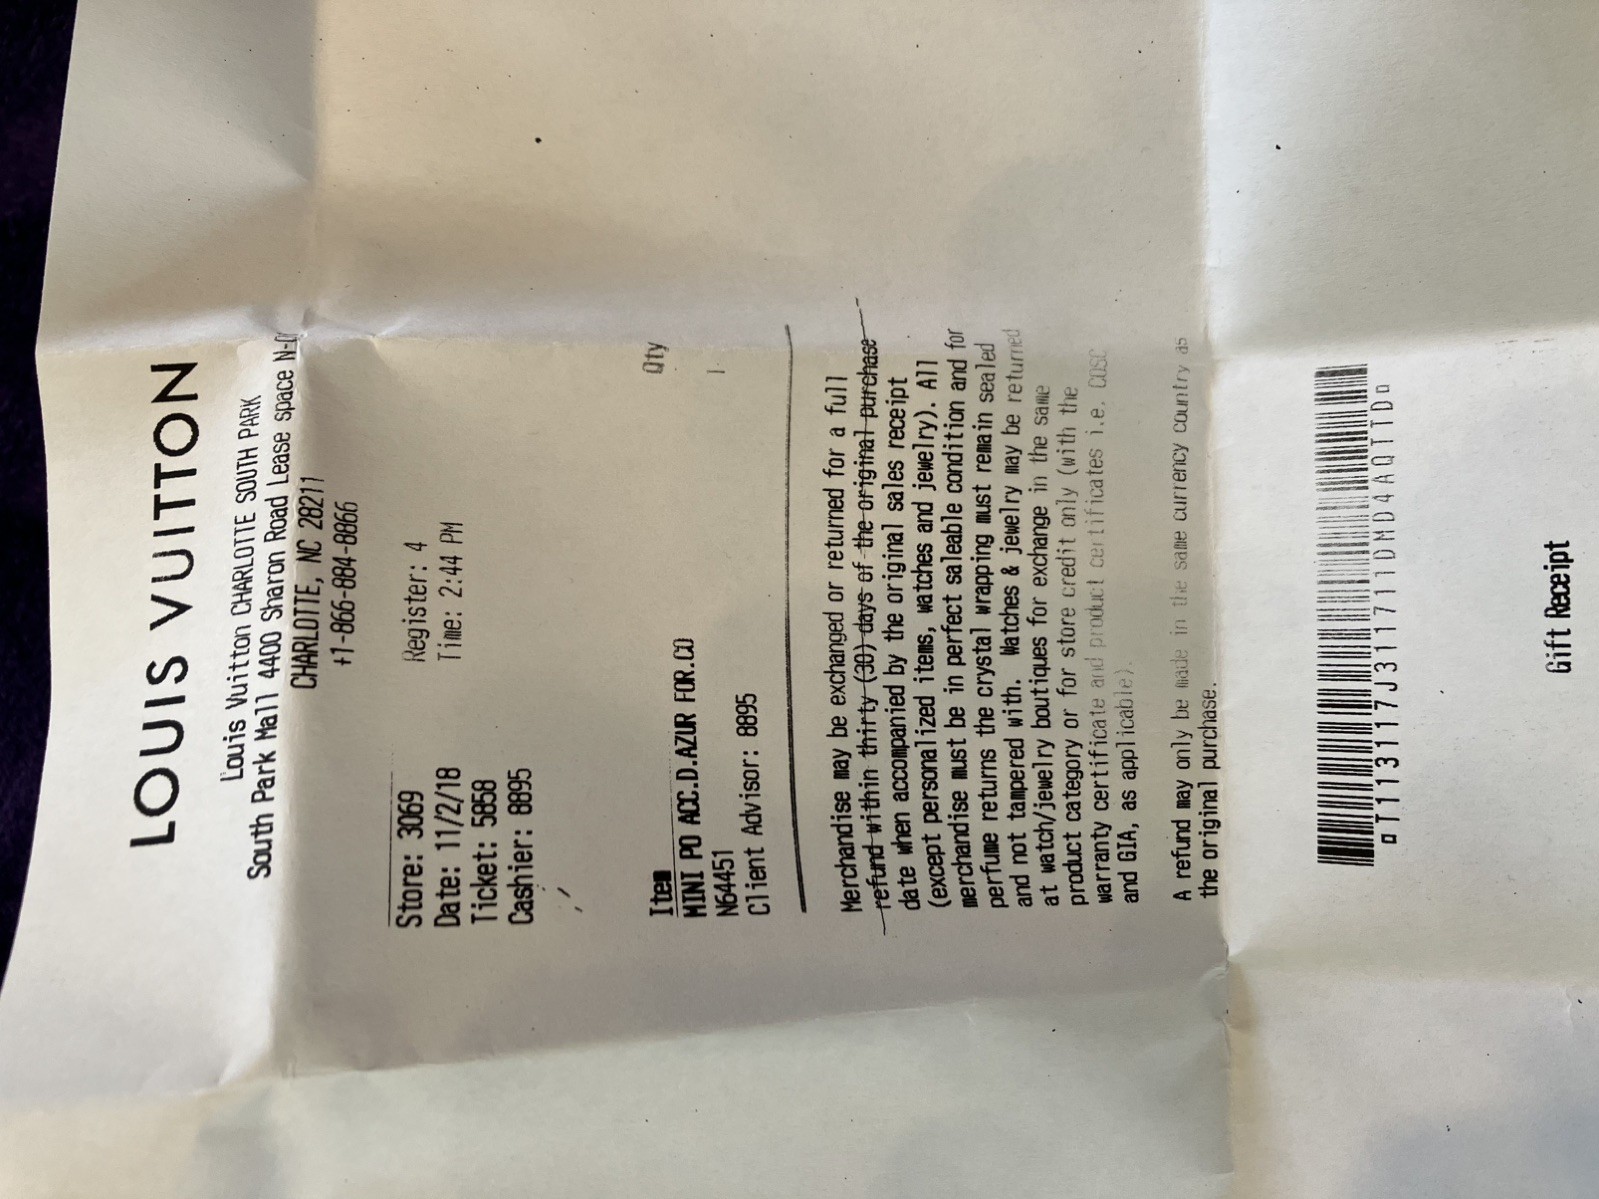 LOUIS VUITTON
Louis Vuitton CHARLOTTE SOUTH PARK
South Park Mall 4400 Sharon Road Lease space
CHARLOTTE, NC 28211
+1-866-884-8866
Store: 3069 Register: 4
Date: 11/2/18 Time: 2:44 PM
Ticket: 5858
Cashier: 8895
Item Qty
MINI PO ACC.D.AZUR FOR.CO 1
N64451
Client Advisor: 8895
Merchandise may be exchanged or returned for a full
refund within thirty (30) days of the original purchase
date when accompanied by the original sales receipt
(except personalized items, watches and jewelry). All
merchandise must be in perfect saleable condition and for
perfume returns the crystal wrapping must remain sealed
and not tampered with. Watches & jewelry may be returned
at watch/jewelry boutiques for exchange in the same
product category or for store credit only (with the
warranty certificate and product certificates i.e. COSC
and GIA, as applicable).
A refund may only be made in the same currency country as
the original purchase.
T113117J311711DMD4AQTTD
Gift Receipt